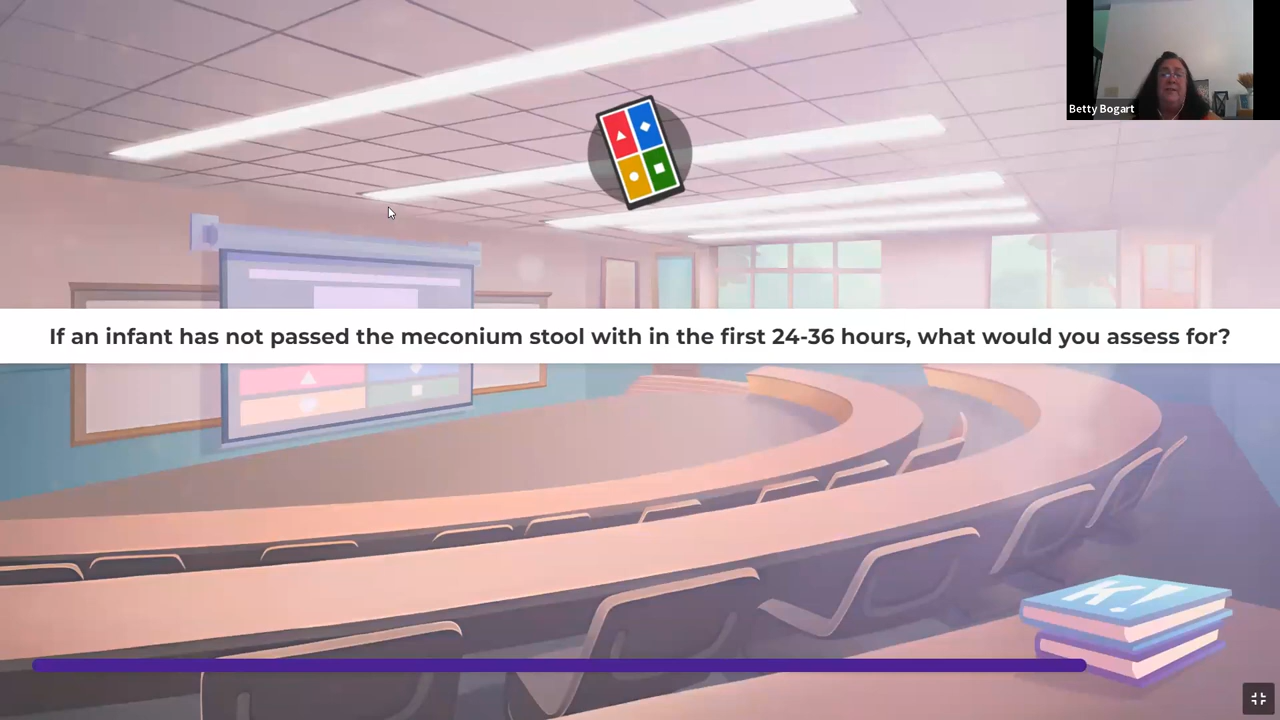 Betty Bogart
If an infant has not passed the meconium stool with in the first 24-36 hours, what would you assess for?
K!